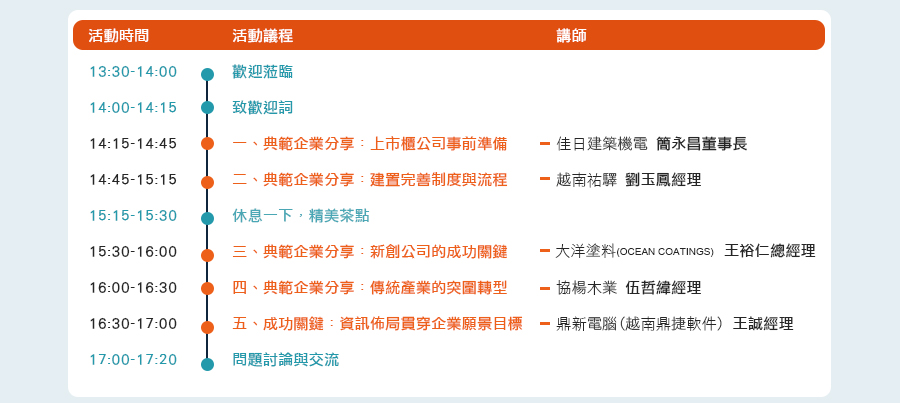 活動時間 活動議程 講師
13:30-14:00 歡迎蒞臨
14:00-14:15 致歡迎詞
14:15-14:45 一、典範企業分享：上市櫃公司事前準備 佳日建築機電 簡永昌董事長
14:45-15:15 二、典範企業分享：建置完善制度與流程 越南祐驛 劉玉鳳經理
15:15-15:30 休息一下，精美茶點
15:30-16:00 三、典範企業分享：新創公司的成功關鍵 大洋塗料(OCEAN COATINGS) 王裕仁總經理
16:00-16:30 四、典範企業分享：傳統產業的突圍轉型 協楊木業 伍哲緯經理
16:30-17:00 五、成功關鍵：資訊佈局貫穿企業願景目標 鼎新電腦(越南鼎捷軟件) 王誠經理
17:00-17:20 問題討論與交流